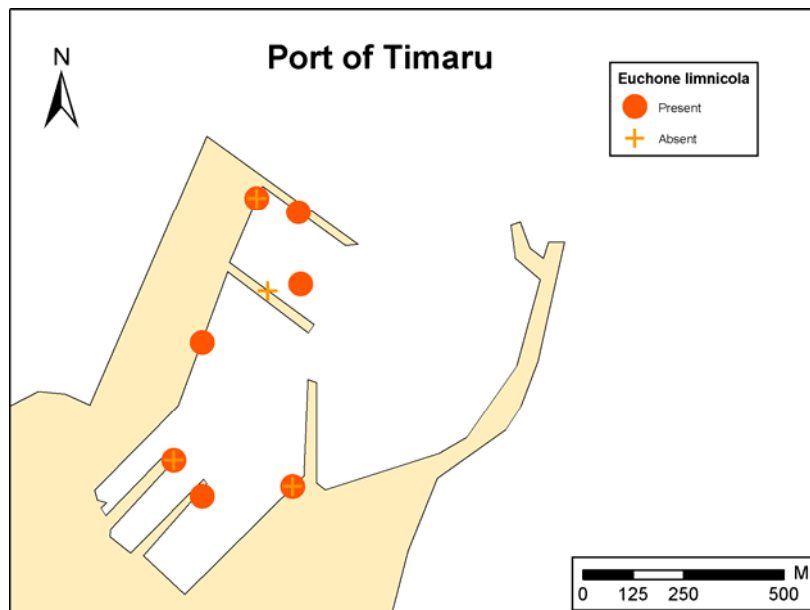 Port of Timaru
N
Euchone limnicola
Present
Absent
M
0 125 250 500